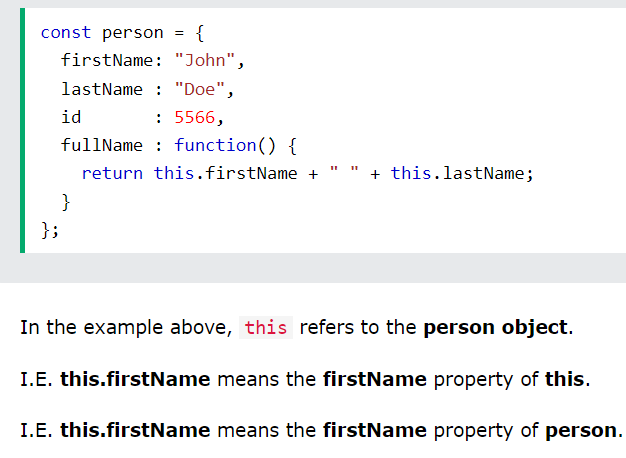 const person = {
  firstName: "John",
  lastName : "Doe",
  id       : 5566,
  fullName : function() {
    return this.firstName + " " + this.lastName;
  }
};
In the example above, this refers to the person object.
I.E. this.firstName means the firstName property of this.
I.E. this.firstName means the firstName property of person.